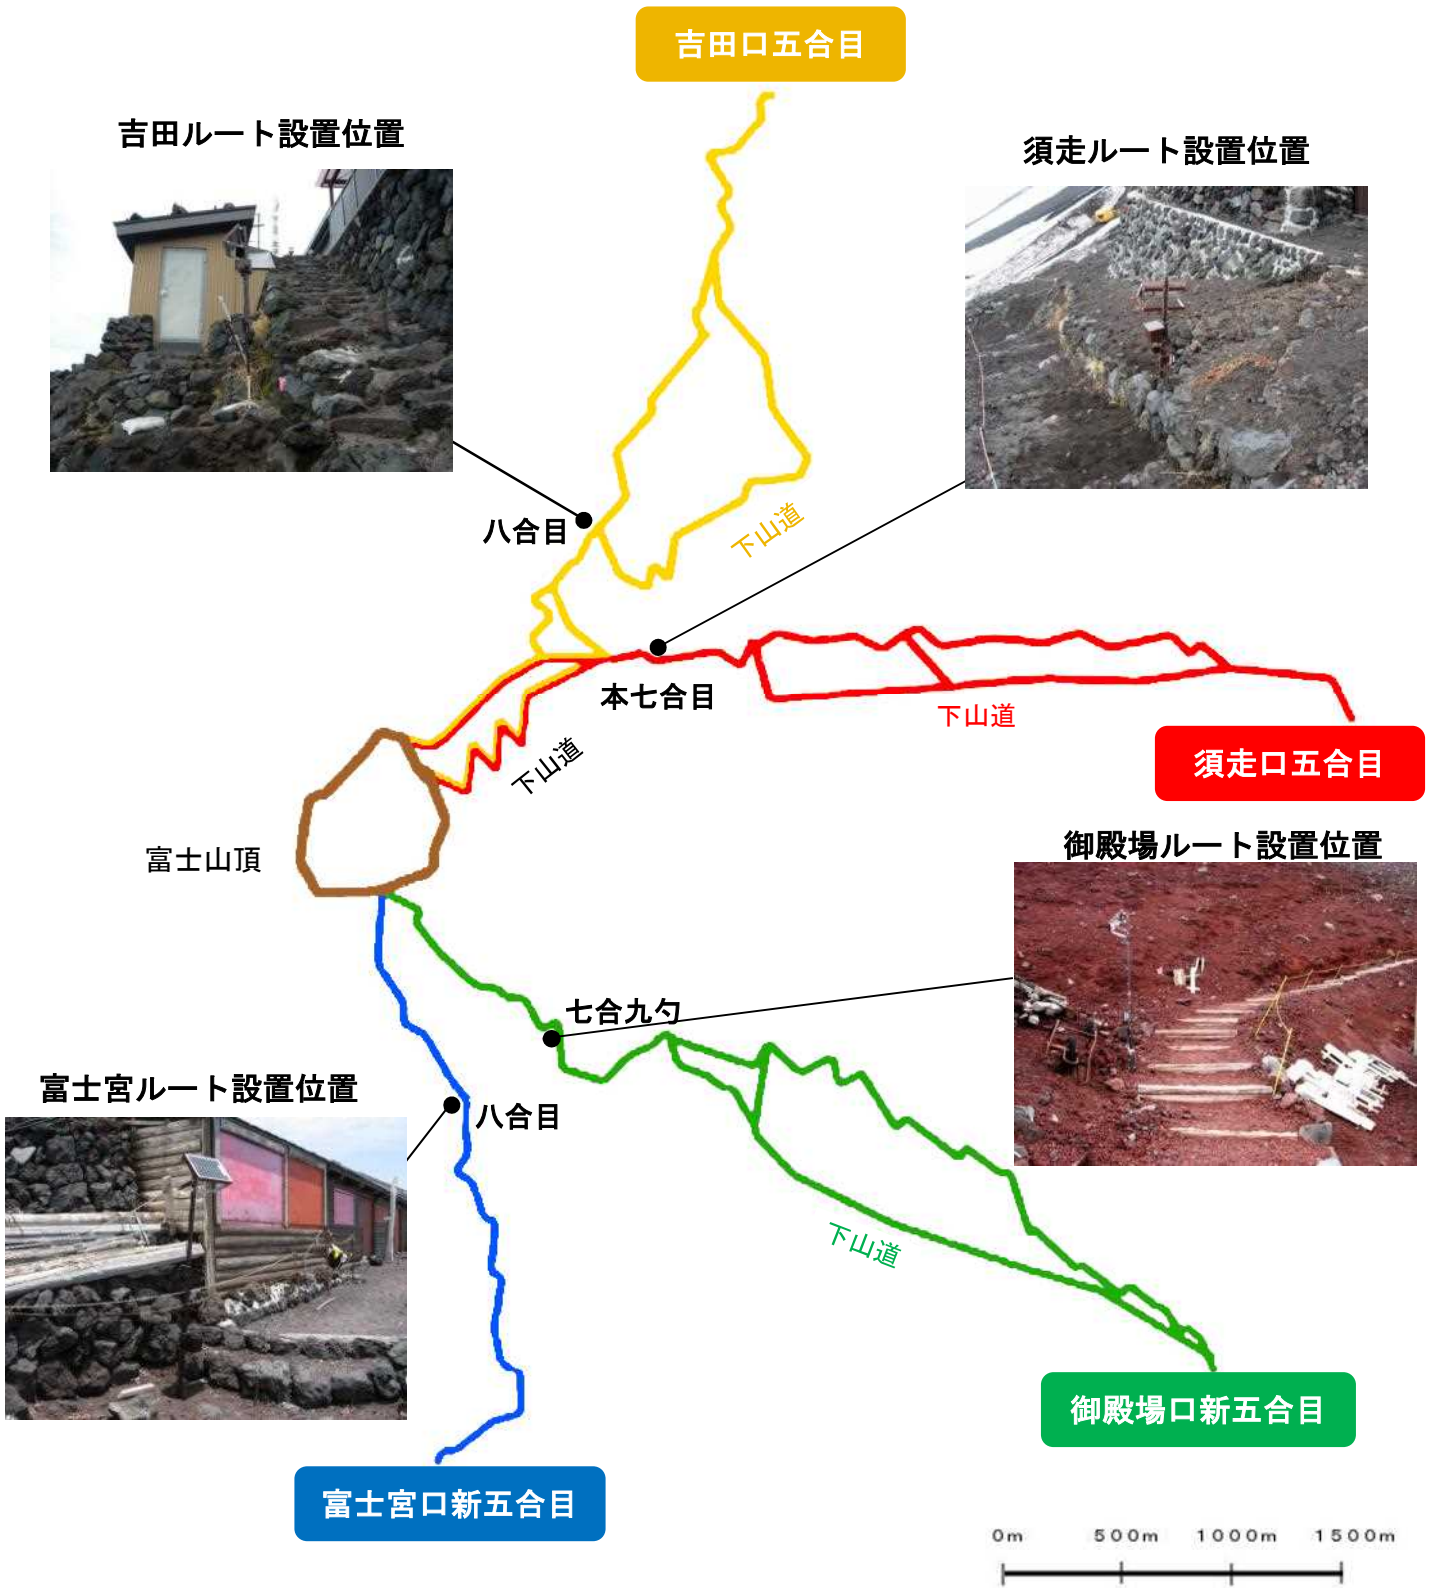 吉田口五合目
吉田ルート設置位置
須走ルート設置位置
八合目
下山道
本七合目
下山道
須走口五合目
下山道
富士山頂
御殿場ルート設置位置
七合九勺
富士宮ルート設置位置
八合目
下山道
御殿場口新五合目
富士宮口新五合目
0m 500m 1000m 1500m